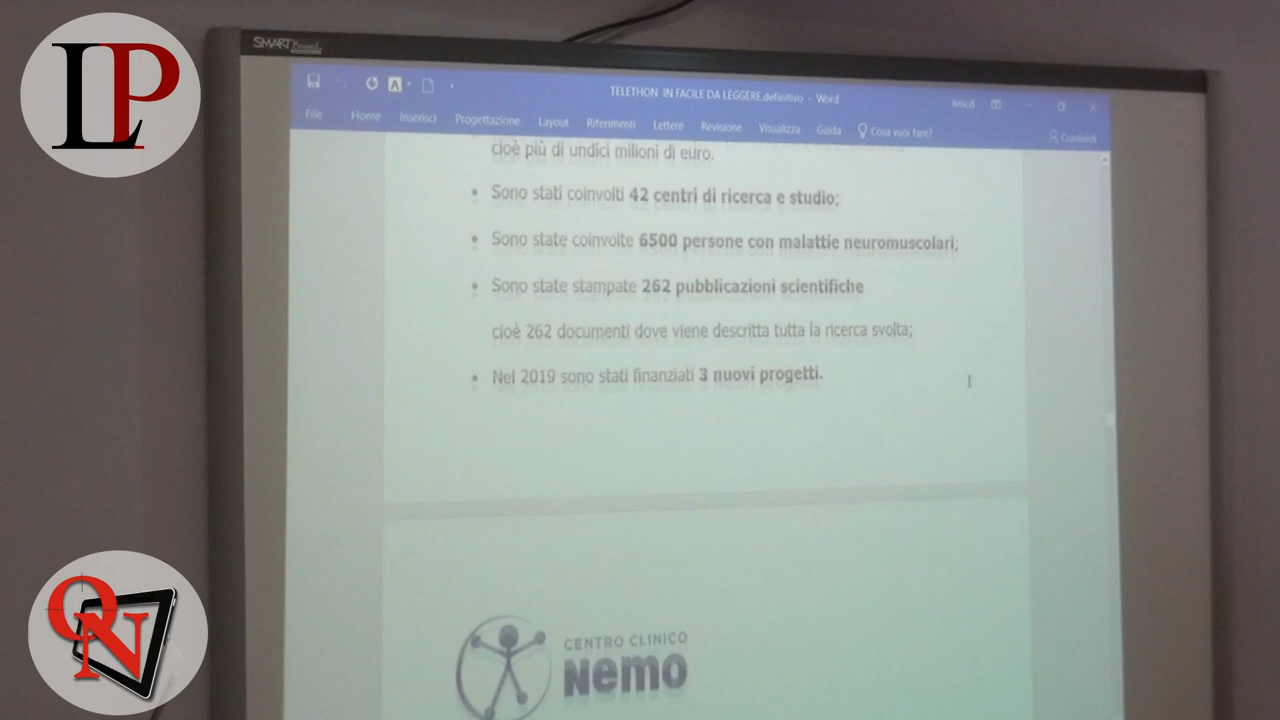 LP
SMART Board
TELETHON IN FACILE DA LEGGERE.definitivo - Word
limcd
File Home Inserisci Progettazione Layout Riferimenti Lettere Revisione Visualizza Guida Cosa vuoi fare? Condividi
cioè più di undici milioni di euro.
• Sono stati coinvolti 42 centri di ricerca e studio;
• Sono state coinvolte 6500 persone con malattie neuromuscolari;
• Sono state stampate 262 pubblicazioni scientifiche
cioè 262 documenti dove viene descritta tutta la ricerca svolta;
• Nel 2019 sono stati finanziati 3 nuovi progetti.
CENTRO CLINICO
Nemo
QN